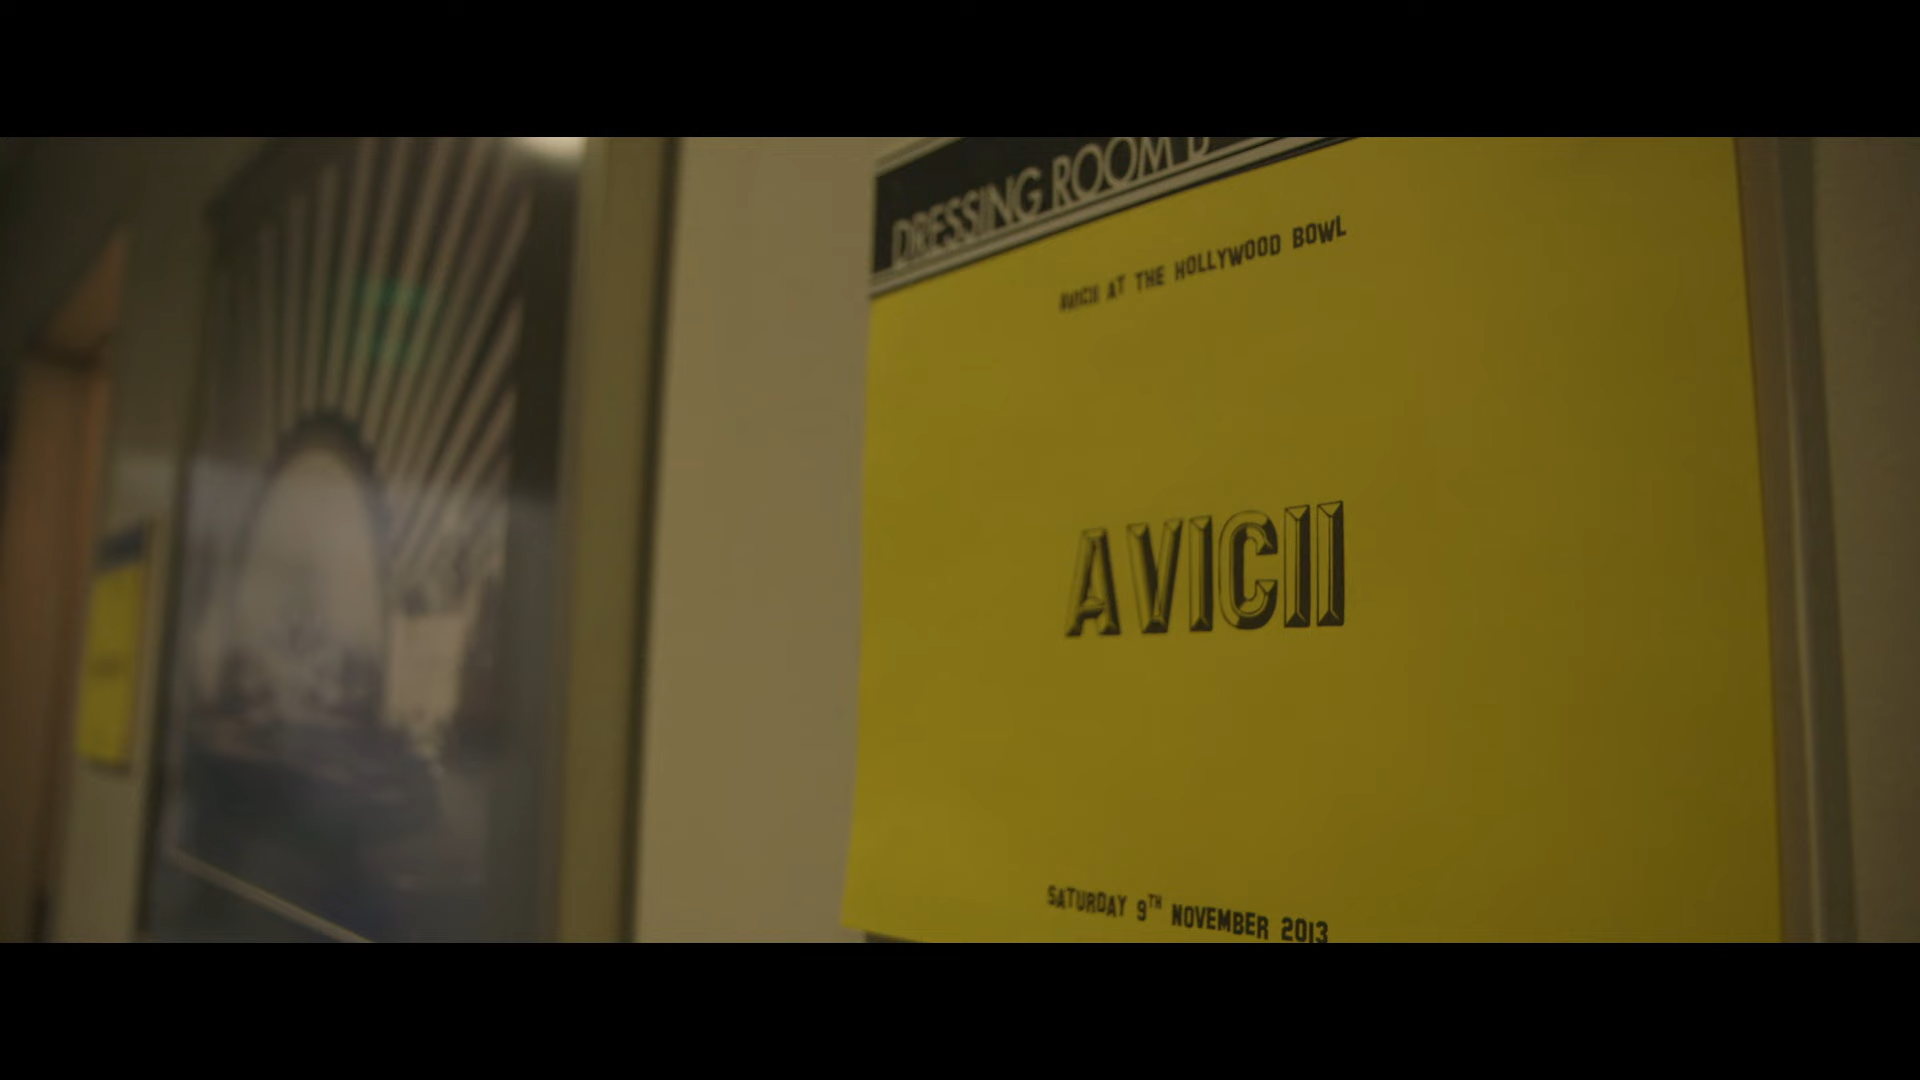 DRESSING ROOM
AVICII AT THE HOLLYWOOD BOWL
AVICII
SATURDAY 9TH NOVEMBER 2013